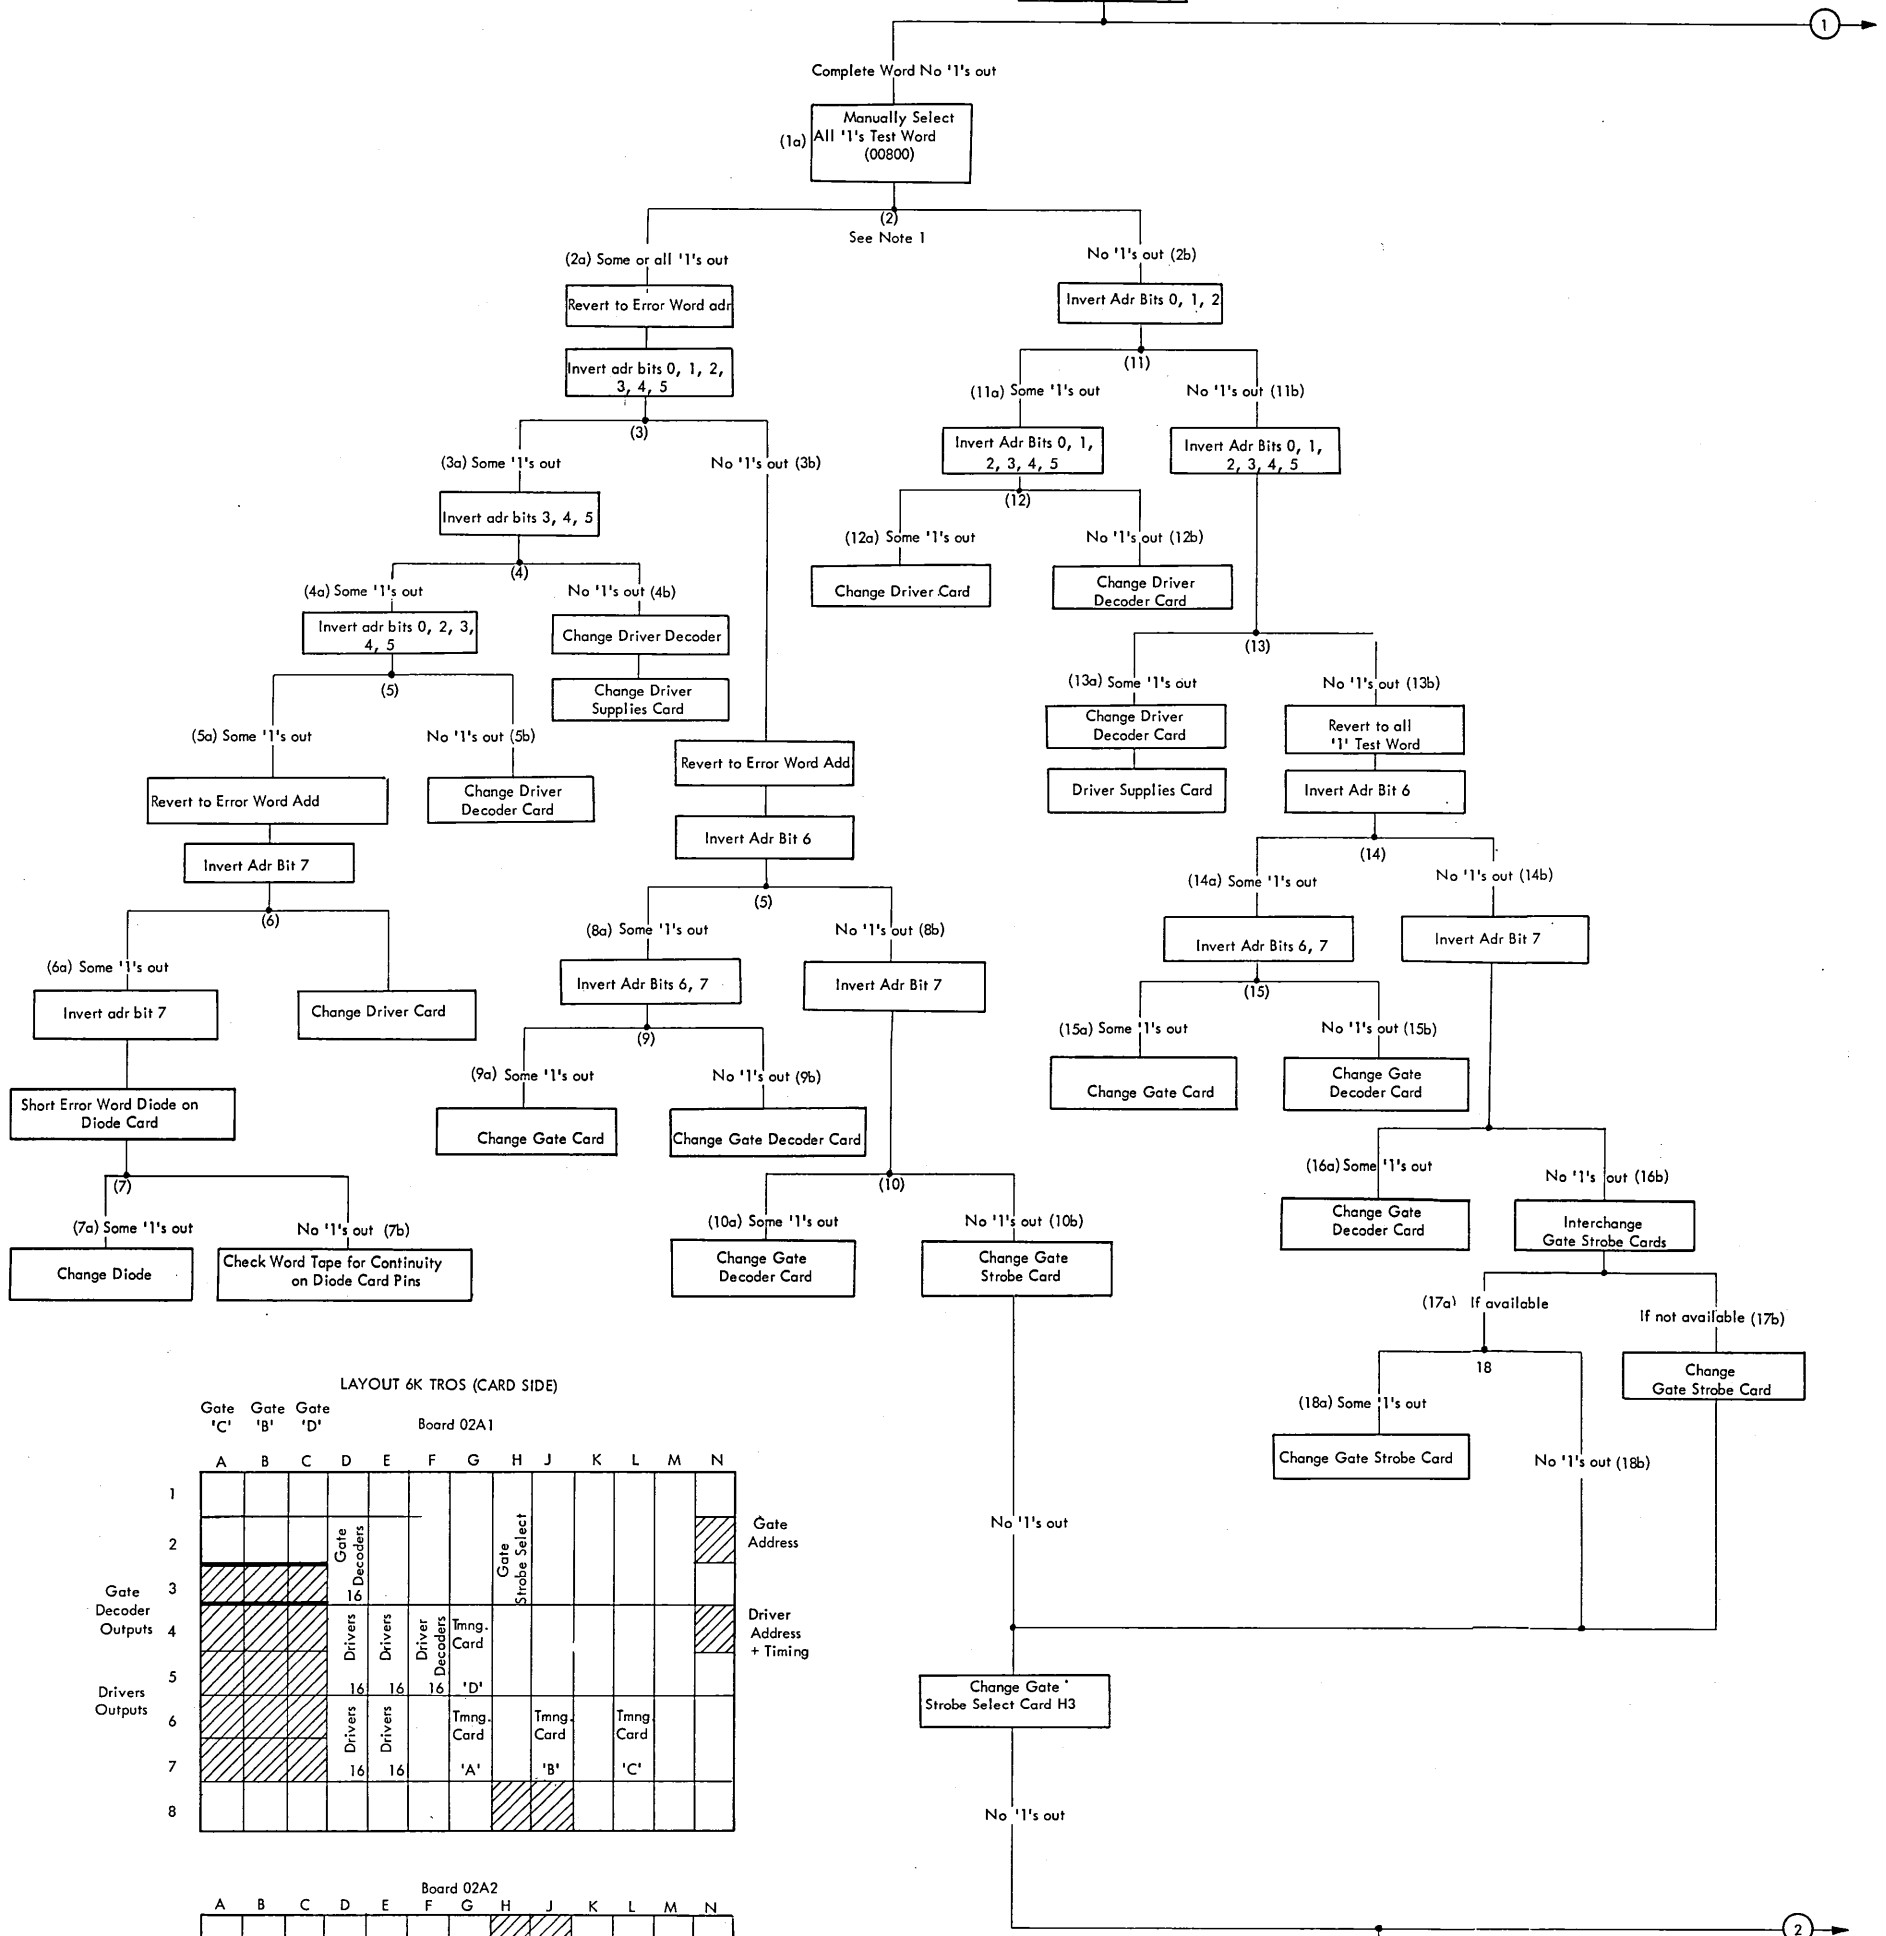 1
Complete Word No '1's out
Manually Select
(1a) All '1's Test Word
(00800)
(2)
See Note 1
(2a) Some or all '1's out
No '1's out (2b)
Revert to Error Word adr
Invert Adr Bits 0, 1, 2
Invert adr bits 0, 1, 2,
3, 4, 5
(11)
(11a) Some '1's out
No '1's out (11b)
(3)
(3a) Some '1's out
No '1's out (3b)
Invert Adr Bits 0, 1,
2, 3, 4, 5
Invert Adr Bits 0, 1,
2, 3, 4, 5
Invert adr bits 3, 4, 5
(12)
(12a) Some '1's out
No '1's out (12b)
(4)
(4a) Some '1's out
No '1's out (4b)
Change Driver Card
Change Driver
Decoder Card
Invert adr bits 0, 2, 3,
4, 5
Change Driver Decoder
(13)
(5)
Change Driver
Supplies Card
(13a) Some '1's out
No '1's out (13b)
(5a) Some '1's out
No '1's out (5b)
Change Driver
Decoder Card
Revert to all
'1' Test Word
Revert to Error Word Add
Revert to Error Word Add
Change Driver
Decoder Card
Driver Supplies Card
Invert Adr Bit 6
Invert Adr Bit 6
Invert Adr Bit 7
(14)
(14a) Some '1's out
No '1's out (14b)
(5)
(6)
(8a) Some '1's out
No '1's out (8b)
Invert Adr Bits 6, 7
Invert Adr Bit 7
(6a) Some '1's out
Invert Adr Bits 6, 7
Invert Adr Bit 7
(15)
Invert adr bit 7
Change Driver Card
(15a) Some '1's out
No '1's out (15b)
(9)
(9a) Some '1's out
No '1's out (9b)
Change Gate Card
Change Gate
Decoder Card
Short Error Word Diode on
Diode Card
Change Gate Card
Change Gate Decoder Card
(16a) Some '1's out
No '1's out (16b)
(7)
(10)
(7a) Some '1's out
No '1's out (7b)
(10a) Some '1's out
No '1's out (10b)
Change Gate
Decoder Card
Interchange
Gate Strobe Cards
Change Diode
Check Word Tape for Continuity
on Diode Card Pins
Change Gate
Decoder Card
Change Gate
Strobe Card
(17a) If available
If not available (17b)
18
Change
Gate Strobe Card
(18a) Some '1's out
Change Gate Strobe Card
No '1's out (18b)
No '1's out
Change Gate
Strobe Select Card H3
No '1's out
2
LAYOUT 6K TROS (CARD SIDE)
Gate Gate Gate
'C' 'B' 'D'
Board 02A1
A B C D E F G H J K L M N
1
2
3
4
5
6
7
8
Gate
Decoders
16
Gate
Strobe Select
Gate
Address
Gate
Decoder
Outputs
Drivers
Outputs
Drivers
16
Drivers
16
Driver
Decoders
16
Tmng.
Card
'D'
Driver
Address
+ Timing
Drivers
16
Drivers
16
Tmng.
Card
'A'
Tmng.
Card
'B'
Tmng
Card
'C'
Board 02A2
A B C D E F G H J K L M N